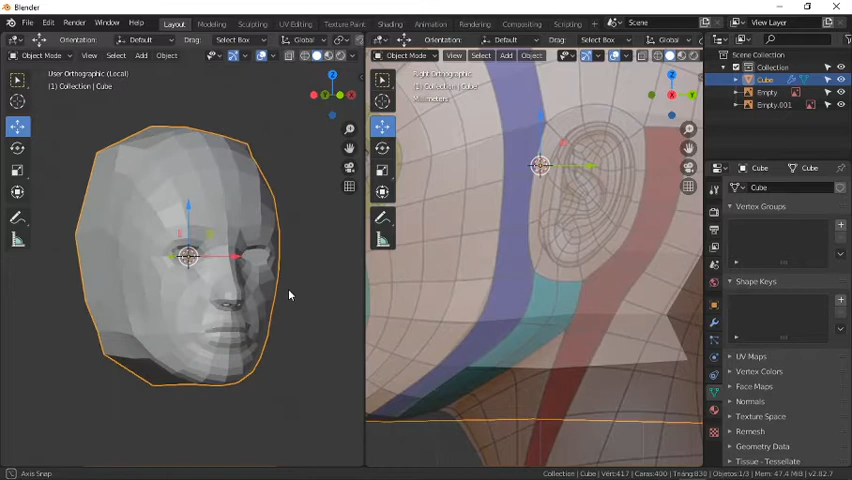 Blender
File Edit Render Window Help Layout Modeling Sculpting UV Editing Texture Paint Shading Animation Rendering Compositing Scripting Scene View Layer
Orientation: Default Drag: Select Box Global
Object Mode View Select Add Object
User Orthographic (Local)
(1) Collection | Cube
Orientation: Default Drag: Select Box Global
Object Mode View Select Add Object
Right Orthographic
(1) Collection | Cube
Millimeters
Scene Collection
Collection
Cube
Empty
Empty.001
Cube Cube
Cube
Vertex Groups
Shape Keys
UV Maps
Vertex Colors
Face Maps
Normals
Texture Space
Remesh
Geometry Data
Tissue - Tessellate
Axis Snap
Collection | Cube | Verts:417 | Caras:400 | Triáng:830 | Objetos:1/3 | Mem: 47.4 MiB | v2.82.7